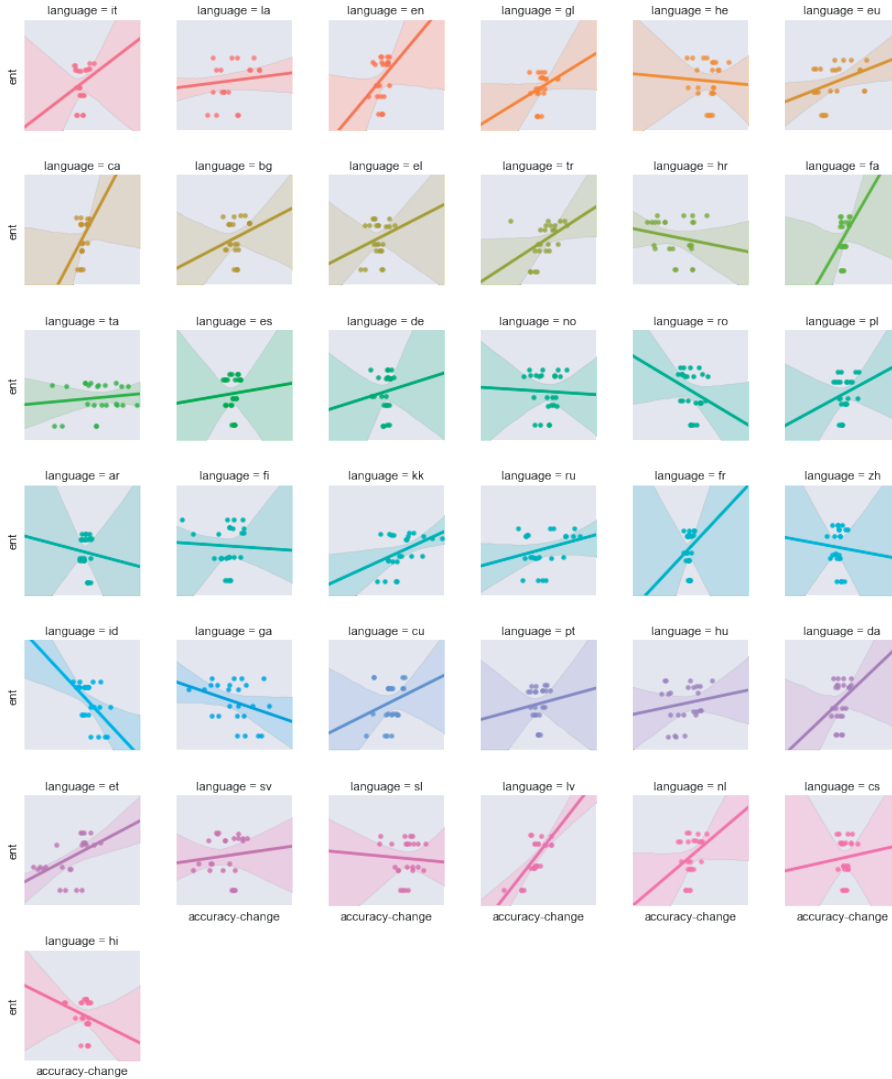 language = it language = la language = en language = gl language = he language = eu
ent
language = ca language = bg language = el language = tr language = hr language = fa
ent
language = ta language = es language = de language = no language = ro language = pl
ent
language = ar language = fi language = kk language = ru language = fr language = zh
ent
language = id language = ga language = cu language = pt language = hu language = da
ent
language = et language = sv language = sl language = lv language = nl language = cs
ent
accuracy-change accuracy-change accuracy-change accuracy-change accuracy-change
language = hi
ent
accuracy-change